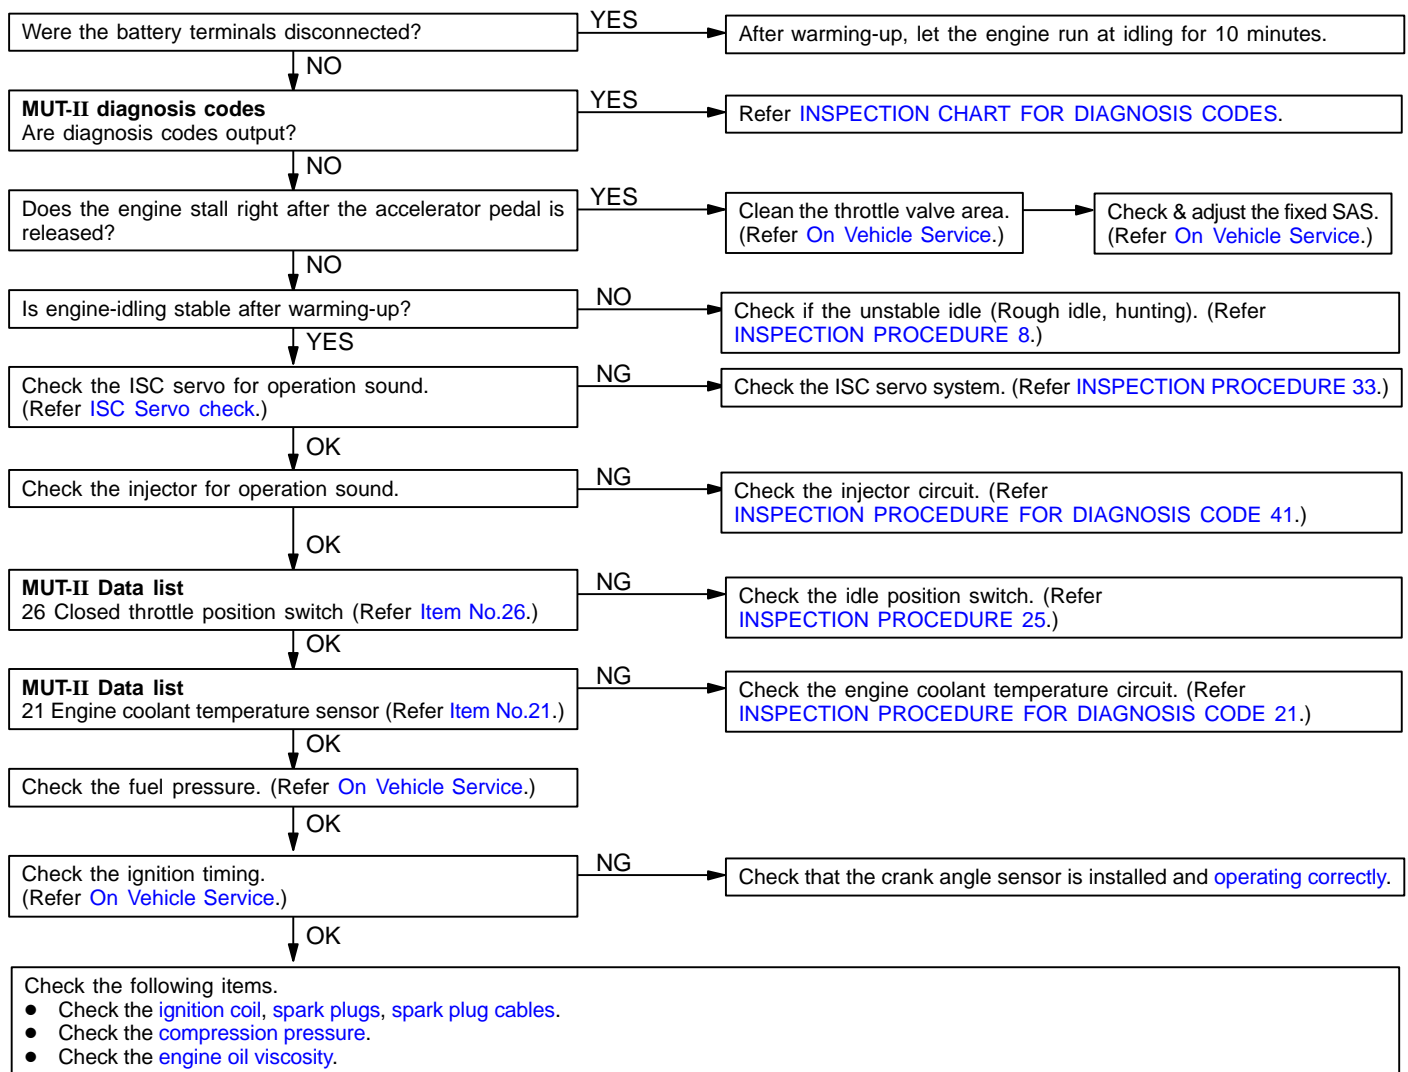 Were the battery terminals disconnected?
YES
After warming-up, let the engine run at idling for 10 minutes.
NO
MUT-II diagnosis codes
Are diagnosis codes output?
YES
Refer INSPECTION CHART FOR DIAGNOSIS CODES.
NO
Does the engine stall right after the accelerator pedal is
released?
YES
Clean the throttle valve area.
(Refer On Vehicle Service.)
Check & adjust the fixed SAS.
(Refer On Vehicle Service.)
NO
Is engine-idling stable after warming-up?
NO
Check if the unstable idle (Rough idle, hunting). (Refer
INSPECTION PROCEDURE 8.)
YES
Check the ISC servo for operation sound.
(Refer ISC Servo check.)
NG
Check the ISC servo system. (Refer INSPECTION PROCEDURE 33.)
OK
Check the injector for operation sound.
NG
Check the injector circuit. (Refer
INSPECTION PROCEDURE FOR DIAGNOSIS CODE 41.)
OK
MUT-II Data list
26 Closed throttle position switch (Refer Item No.26.)
NG
Check the idle position switch. (Refer
INSPECTION PROCEDURE 25.)
OK
MUT-II Data list
21 Engine coolant temperature sensor (Refer Item No.21.)
NG
Check the engine coolant temperature circuit. (Refer
INSPECTION PROCEDURE FOR DIAGNOSIS CODE 21.)
OK
Check the fuel pressure. (Refer On Vehicle Service.)
OK
Check the ignition timing.
(Refer On Vehicle Service.)
NG
Check that the crank angle sensor is installed and operating correctly.
OK
Check the following items.
● Check the ignition coil, spark plugs, spark plug cables.
● Check the compression pressure.
● Check the engine oil viscosity.